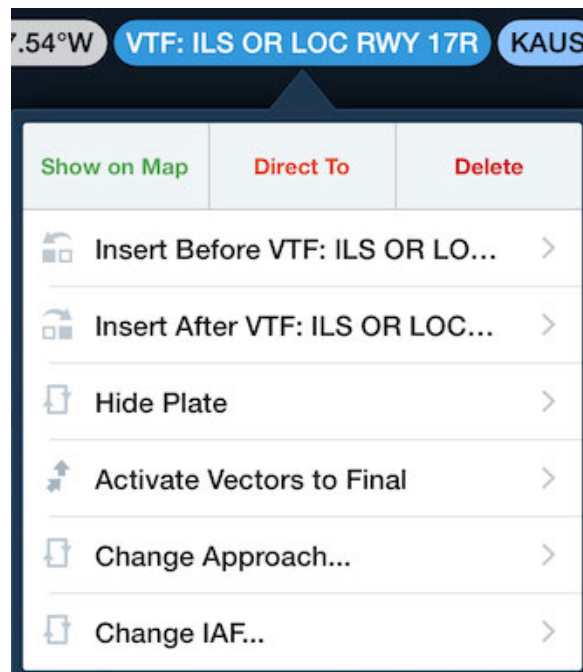 7.54°W VTF: ILS OR LOC RWY 17R KAUS
Show on Map Direct To Delete
Insert Before VTF: ILS OR LO...
Insert After VTF: ILS OR LOC...
Hide Plate
Activate Vectors to Final
Change Approach...
Change IAF...